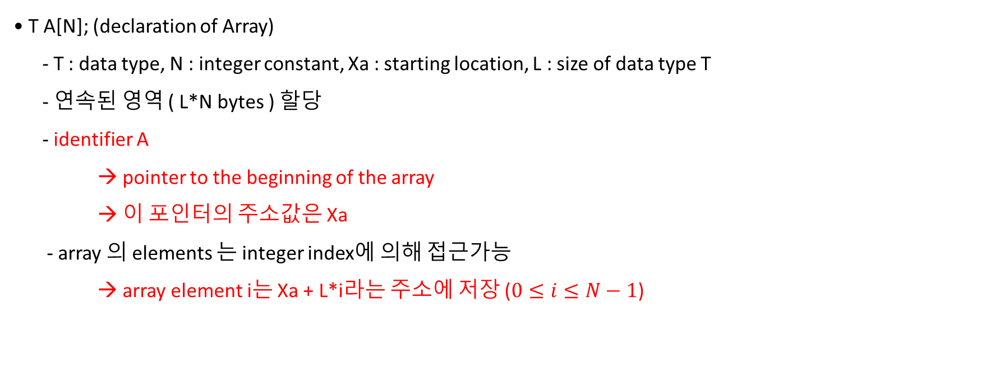 • T A[N]; (declaration of Array)
- T : data type, N : integer constant, Xa : starting location, L : size of data type T
- 연속된 영역 ( L*N bytes ) 할당
- identifier A
→ pointer to the beginning of the array
→ 이 포인터의 주소값은 Xa
- array 의 elements 는 integer index에 의해 접근가능
→ array element i는 Xa + L*i라는 주소에 저장 (0 ≤ i ≤ N − 1)